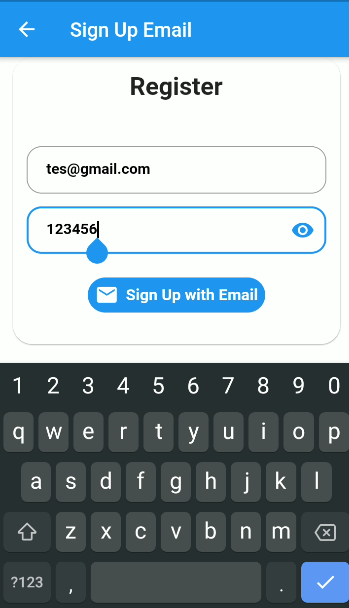 Sign Up Email
Register
tes@gmail.com
123456
Sign Up with Email
1 2 3 4 5 6 7 8 9 0
q w e r t y u i o p
a s d f g h j k l
z x c v b n m
?123 , .